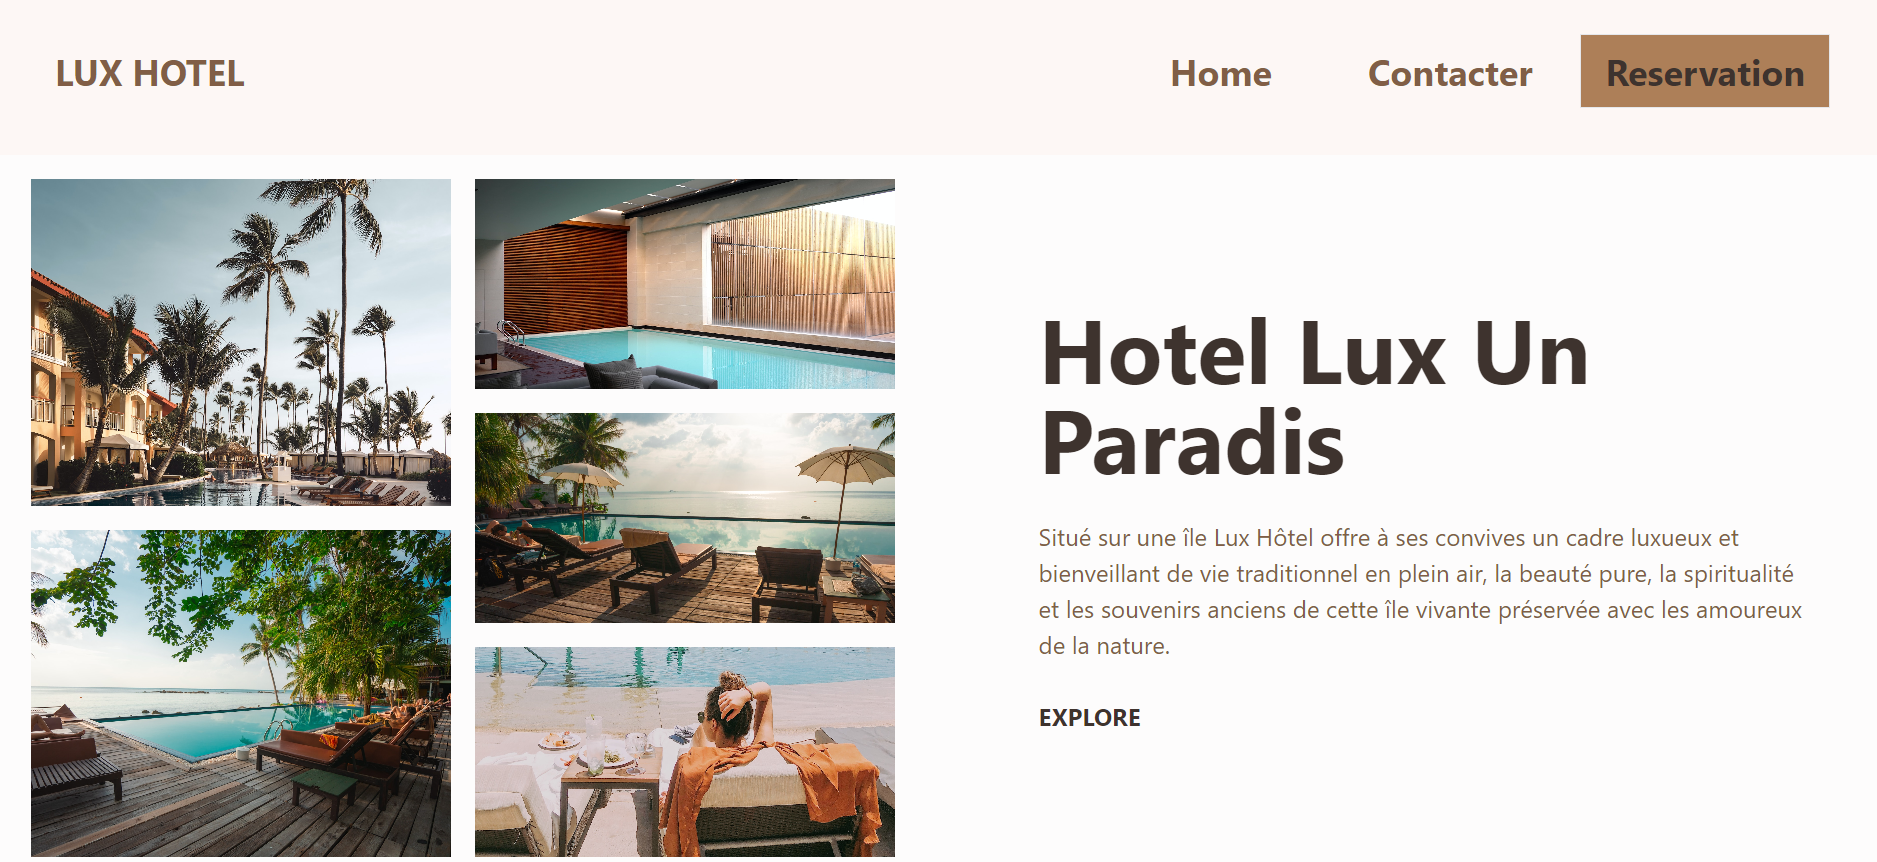 LUX HOTEL
Home
Contacter
Reservation
Hotel Lux Un
Paradis
Situé sur une île Lux Hôtel offre à ses convives un cadre luxueux et
bienveillant de vie traditionnel en plein air, la beauté pure, la spiritualité
et les souvenirs anciens de cette île vivante préservée avec les amoureux
de la nature.
EXPLORE